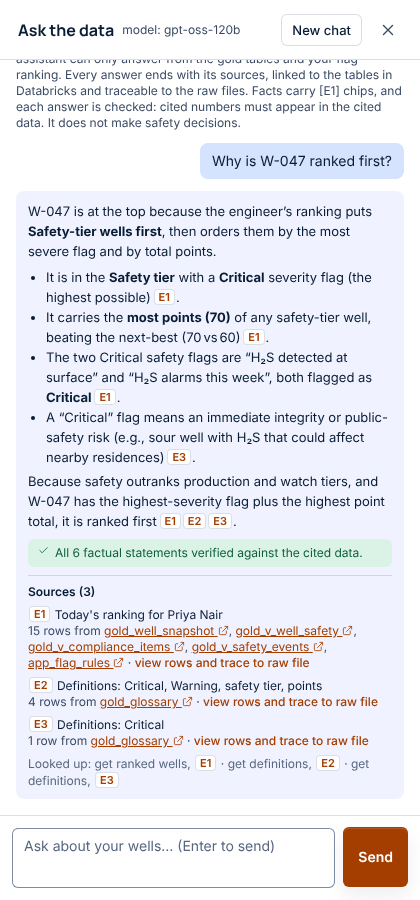 Ask the data model: gpt-oss-120b New chat
assistant can only answer from the gold tables and your flag
ranking. Every answer ends with its sources, linked to the tables in
Databricks and traceable to the raw files. Facts carry [E1] chips, and
each answer is checked: cited numbers must appear in the cited
data. It does not make safety decisions.
Why is W-047 ranked first?
W-047 is at the top because the engineer’s ranking puts
Safety-tier wells first, then orders them by the most
severe flag and by total points.
• It is in the Safety tier with a Critical severity flag (the
highest possible) E1.
• It carries the most points (70) of any safety-tier well,
beating the next-best (70 vs 60) E1.
• The two Critical safety flags are “H₂S detected at
surface” and “H₂S alarms this week”, both flagged as
Critical E1.
• A “Critical” flag means an immediate integrity or public-
safety risk (e.g., sour well with H₂S that could affect
nearby residences) E3.
Because safety outranks production and watch tiers, and
W-047 has the highest-severity flag plus the highest point
total, it is ranked first E1 E2 E3.
All 6 factual statements verified against the cited data.
Sources (3)
E1 Today's ranking for Priya Nair
15 rows from gold_well_snapshot, gold_v_well_safety,
gold_v_compliance_items, gold_v_safety_events,
app_flag_rules · view rows and trace to raw file
E2 Definitions: Critical, Warning, safety tier, points
4 rows from gold_glossary · view rows and trace to raw file
E3 Definitions: Critical
1 row from gold_glossary · view rows and trace to raw file
Looked up: get ranked wells, E1 · get definitions, E2 · get
definitions, E3
Ask about your wells... (Enter to send)
Send